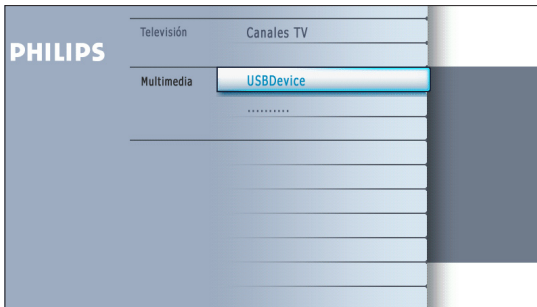 PHILIPS
Televisión Canales TV
Multimedia USBDevice
..........